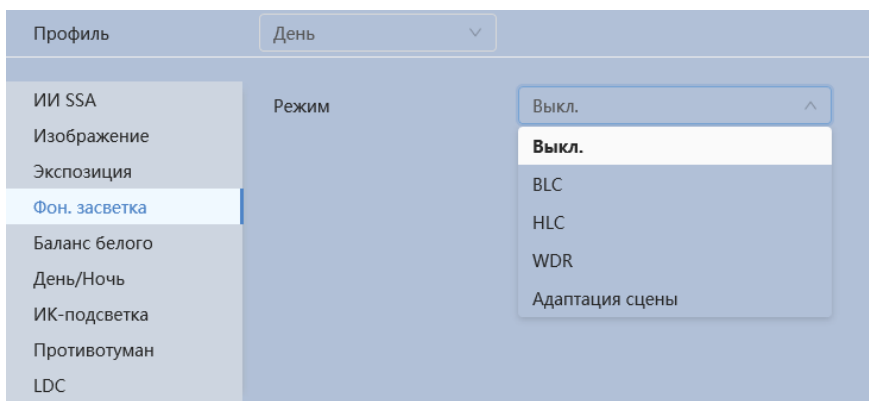 Профиль
День
ИИ SSA
Изображение
Экспозиция
Фон. засветка
Баланс белого
День/Ночь
ИК-подсветка
Противотуман
LDC
Режим
Выкл.
Выкл.
BLC
HLC
WDR
Адаптация сцены